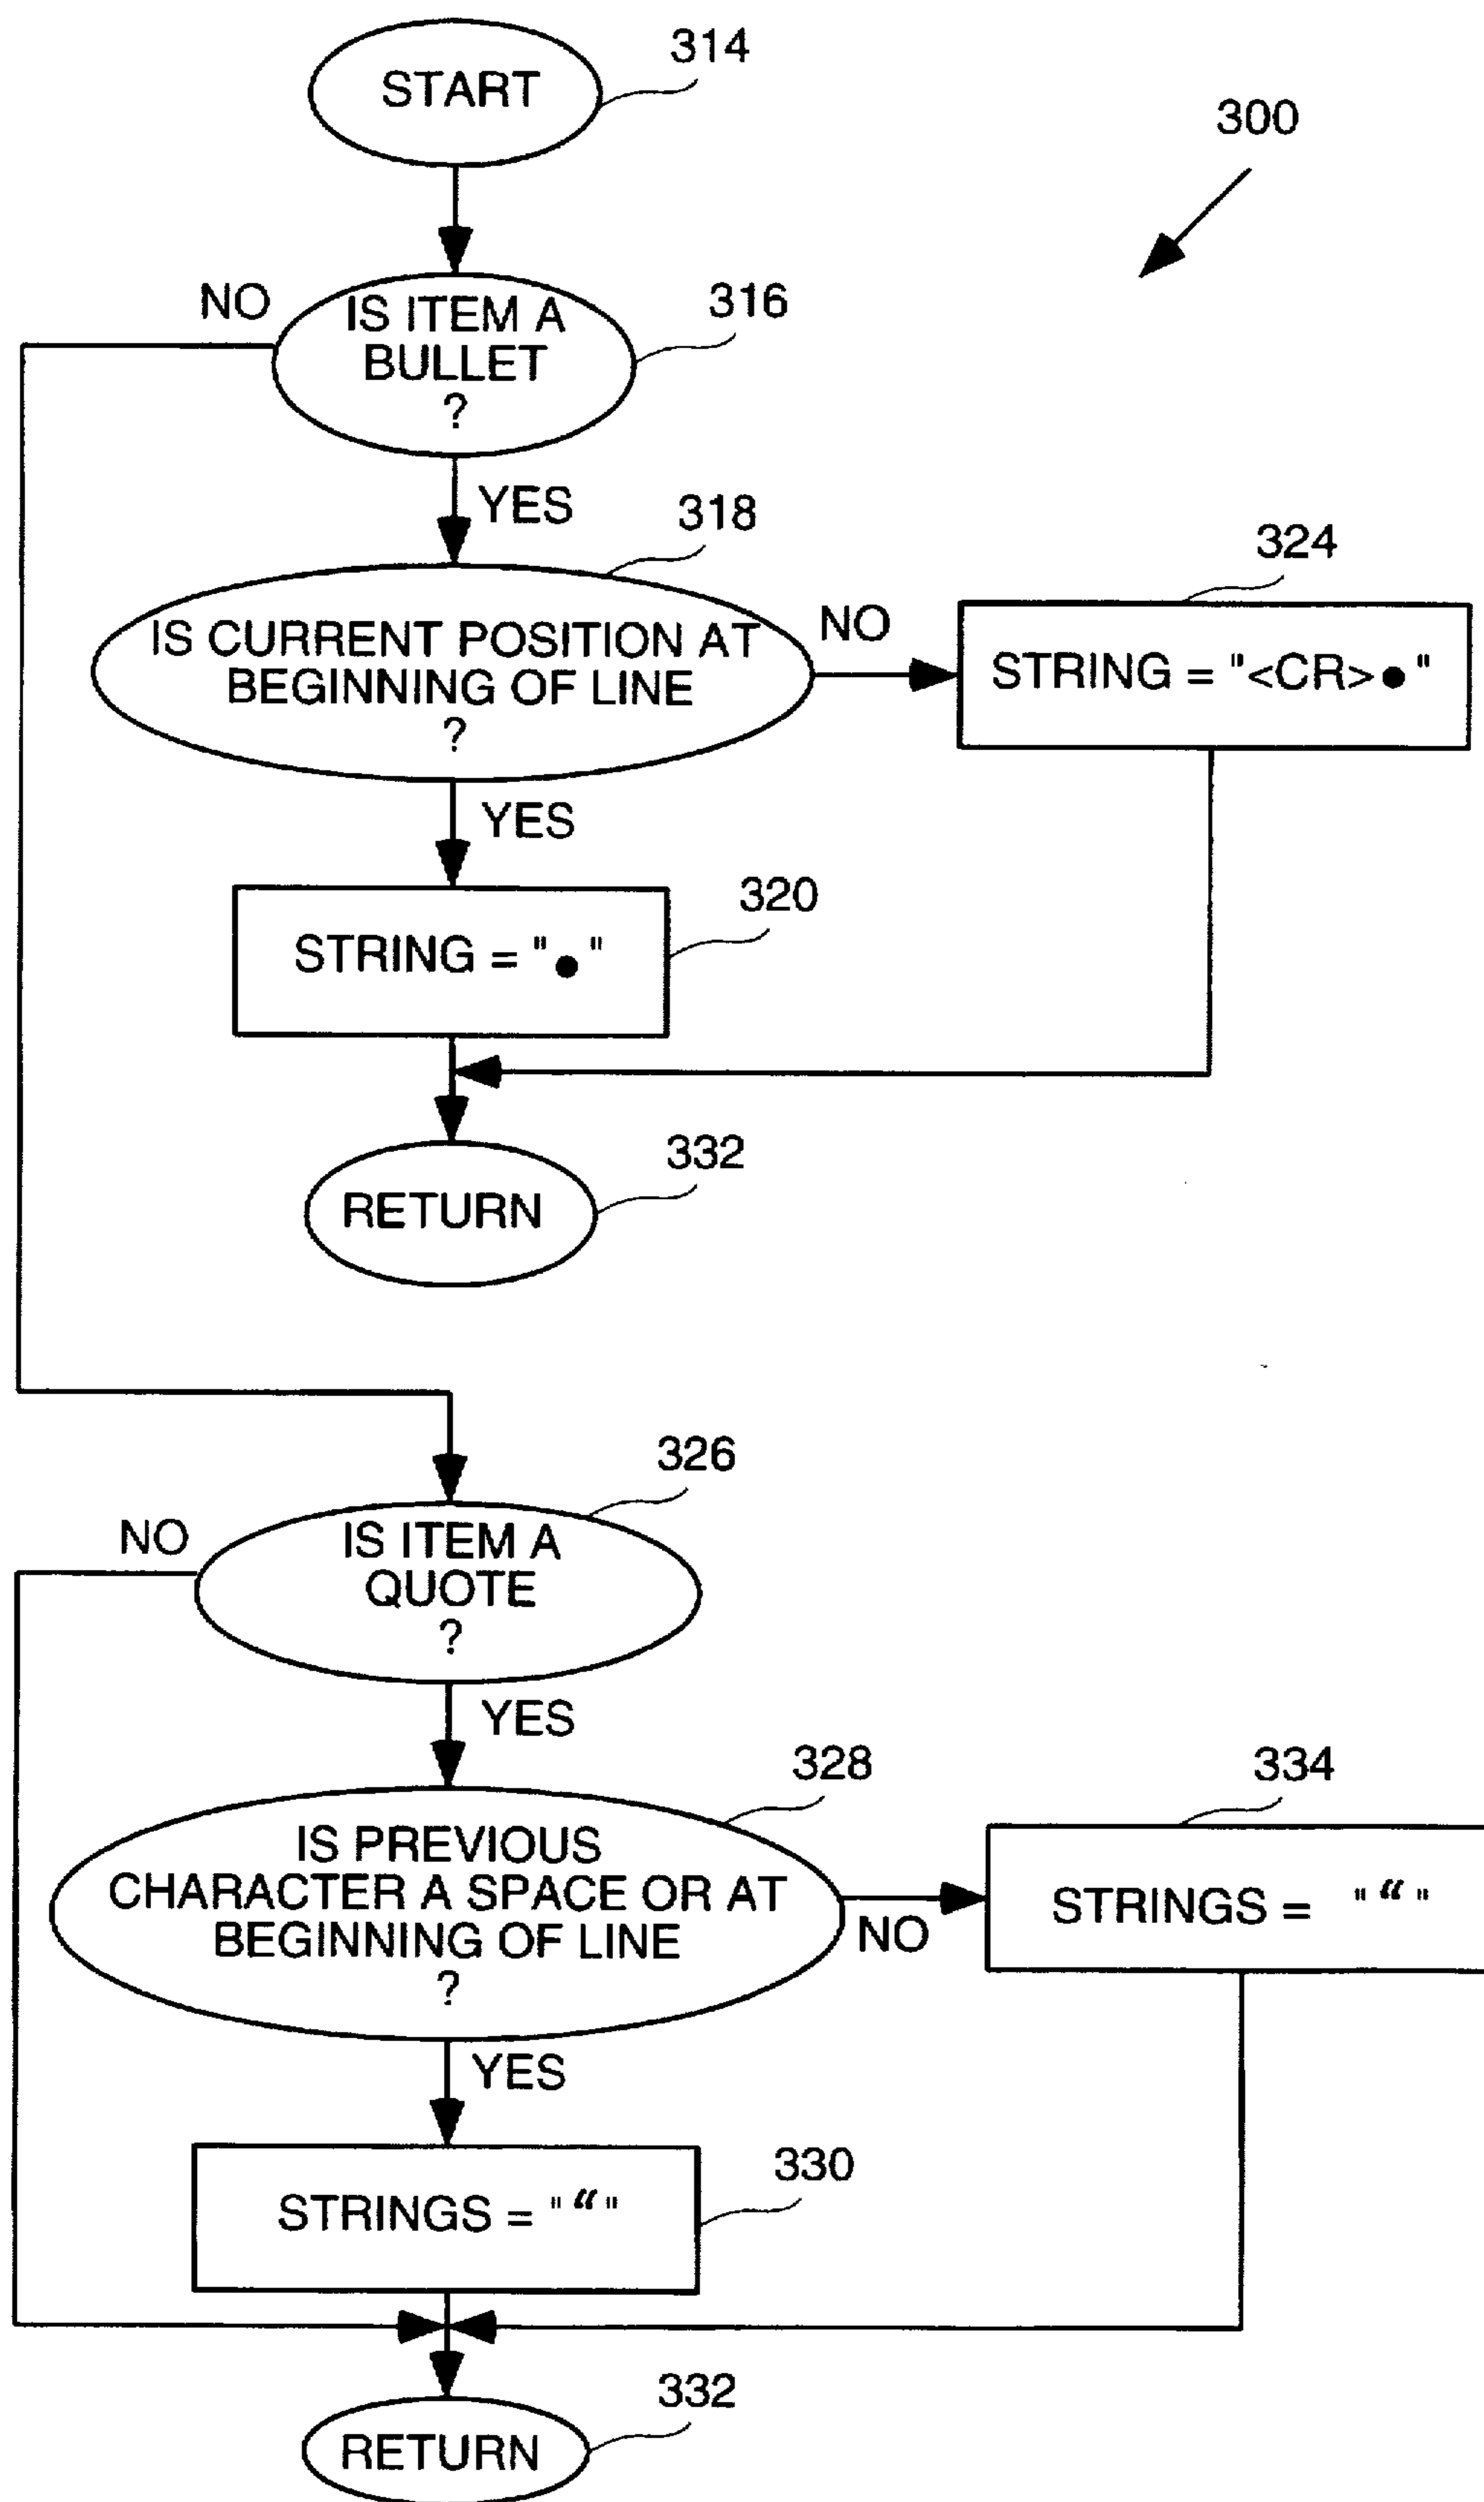 START
314
300
NO
IS ITEM A
BULLET
?
316
YES
318
IS CURRENT POSITION AT
BEGINNING OF LINE
?
NO
324
STRING = "<CR>●"
YES
STRING = "●"
320
RETURN
332
326
NO
IS ITEM A
QUOTE
?
YES
328
IS PREVIOUS
CHARACTER A SPACE OR AT
BEGINNING OF LINE
?
NO
334
STRINGS = "“"
YES
STRINGS = "“"
330
RETURN
332